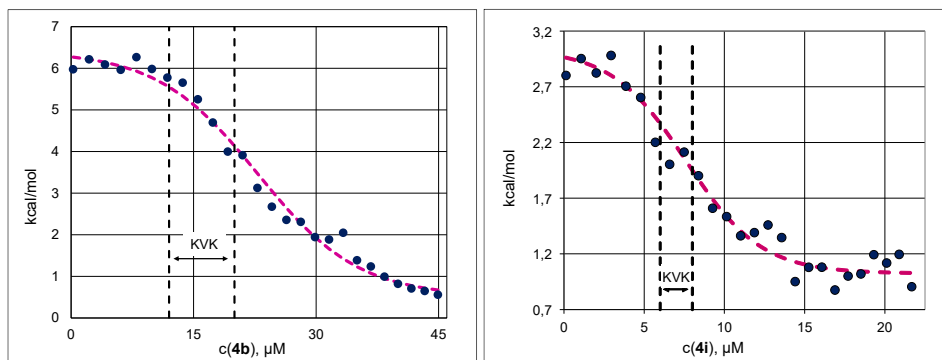 7
6
5
4
3
2
1
0
kcal/mol
KVK
0 15 30 45
c(4b), µM
3,2
2,7
2,2
1,7
1,2
0,7
kcal/mol
KVK
0 5 10 15 20
c(4i), µM